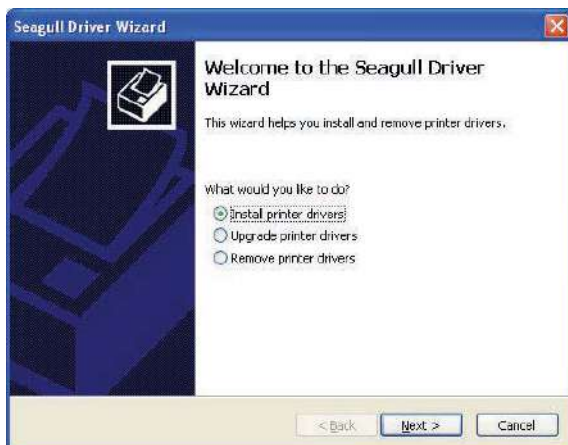 Seagull Driver Wizard
Welcome to the Seagull Driver
Wizard
This wizard helps you install and remove printer drivers.
What would you like to do?
Install printer drivers
Upgrade printer drivers
Remove printer drivers
< Back
Next >
Cancel